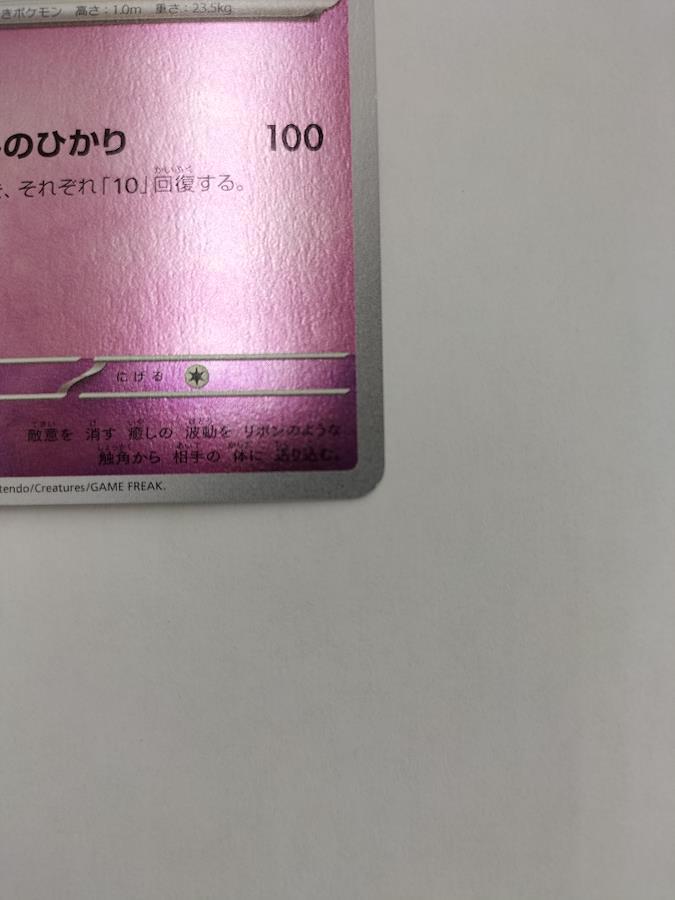 きポケモン 高さ：1.0m 重さ：23.5kg
のひかり 100
、それぞれ「10」回復する。
にげる
敵意を 消す 癒しの 波動を リボンのような
触角から 相手の 体に 送り込む。
tendo/Creatures/GAME FREAK.